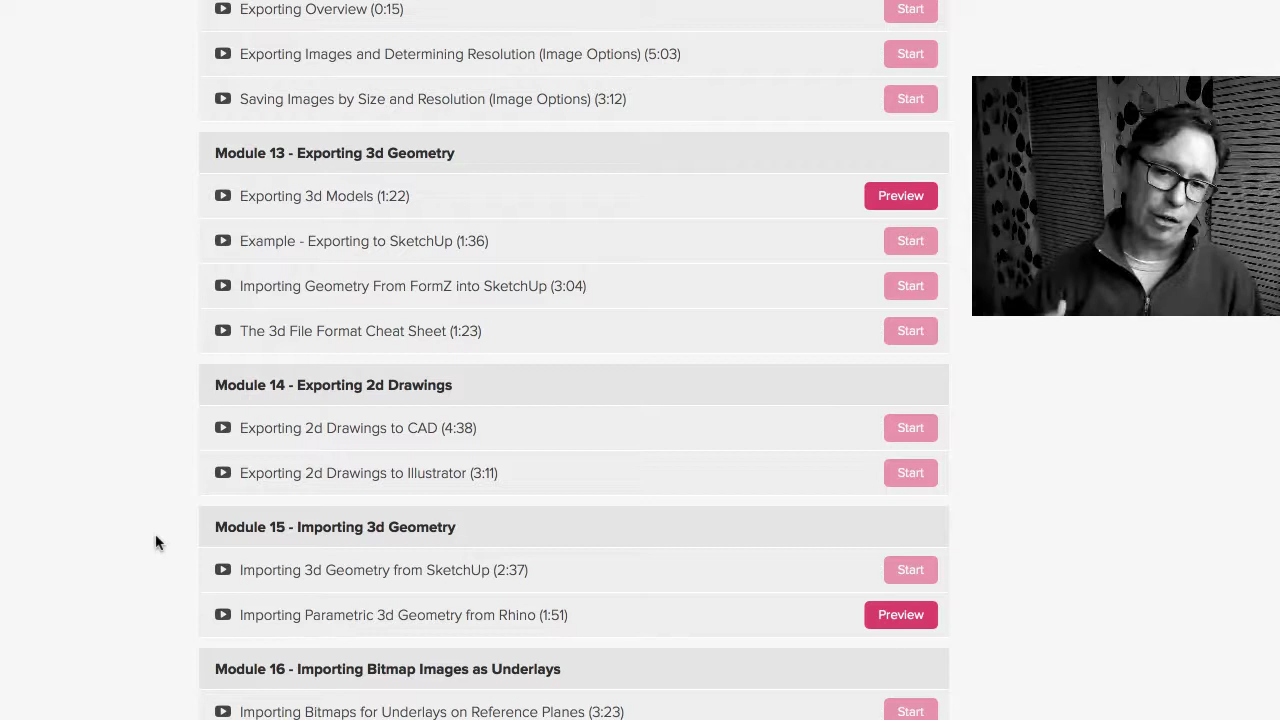 Exporting Overview (0:15) Start
Exporting Images and Determining Resolution (Image Options) (5:03) Start
Saving Images by Size and Resolution (Image Options) (3:12) Start
Module 13 - Exporting 3d Geometry
Exporting 3d Models (1:22) Preview
Example - Exporting to SketchUp (1:36) Start
Importing Geometry From FormZ into SketchUp (3:04) Start
The 3d File Format Cheat Sheet (1:23) Start
Module 14 - Exporting 2d Drawings
Exporting 2d Drawings to CAD (4:38) Start
Exporting 2d Drawings to Illustrator (3:11) Start
Module 15 - Importing 3d Geometry
Importing 3d Geometry from SketchUp (2:37) Start
Importing Parametric 3d Geometry from Rhino (1:51) Preview
Module 16 - Importing Bitmap Images as Underlays
Importing Bitmaps for Underlays on Reference Planes (3:23) Start